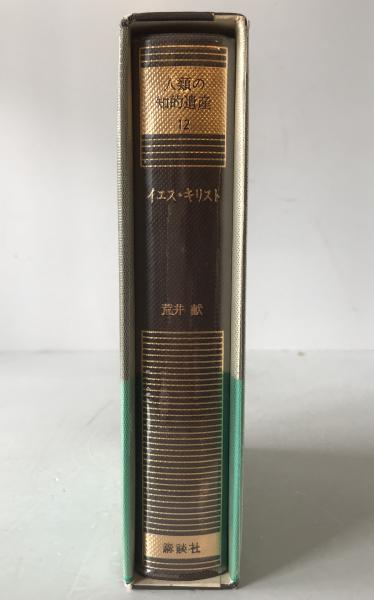 人類の
知的遺産
12
イエス・キリスト
荒井 献
講談社